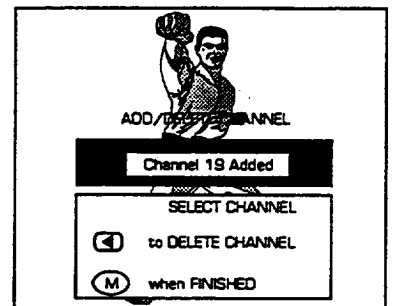 ADD/DELETE CHANNEL
Channel 19 Added
SELECT CHANNEL
to DELETE CHANNEL
M when FINISHED